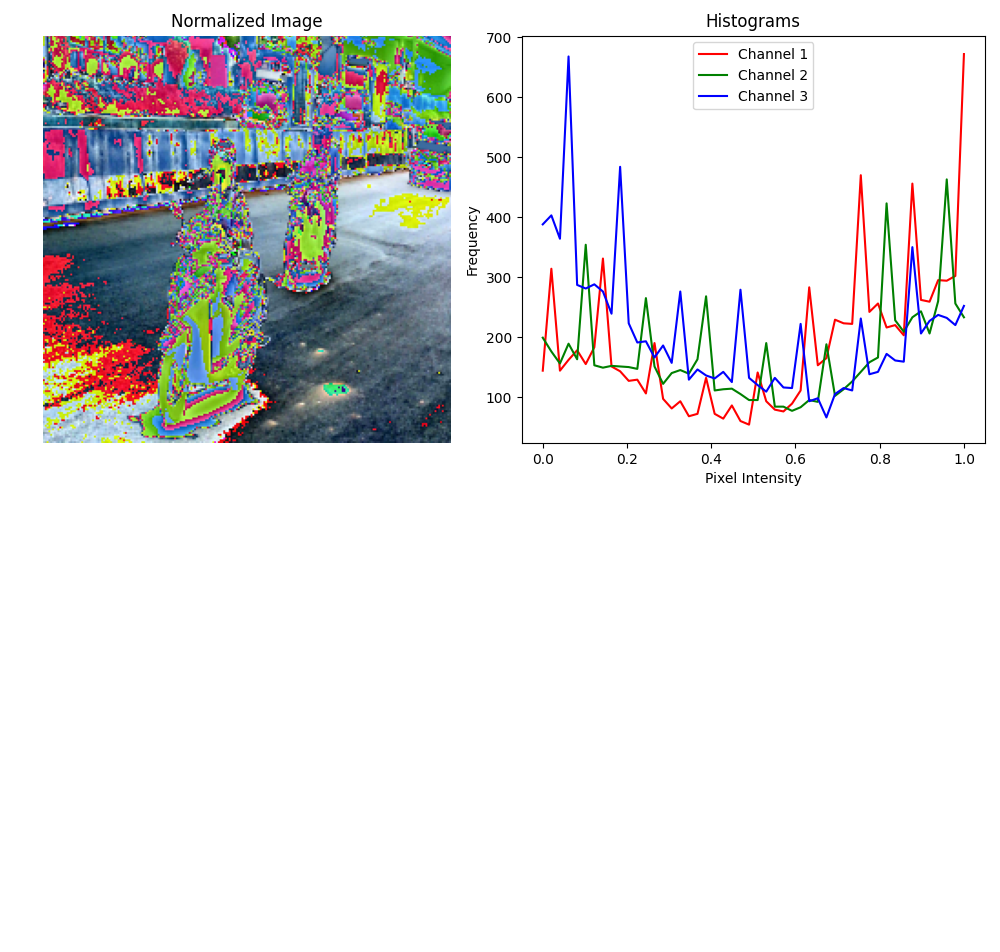 Normalized Image
Histograms
Channel 1
Channel 2
Channel 3
Frequency
700
600
500
400
300
200
100
0.0 0.2 0.4 0.6 0.8 1.0
Pixel Intensity